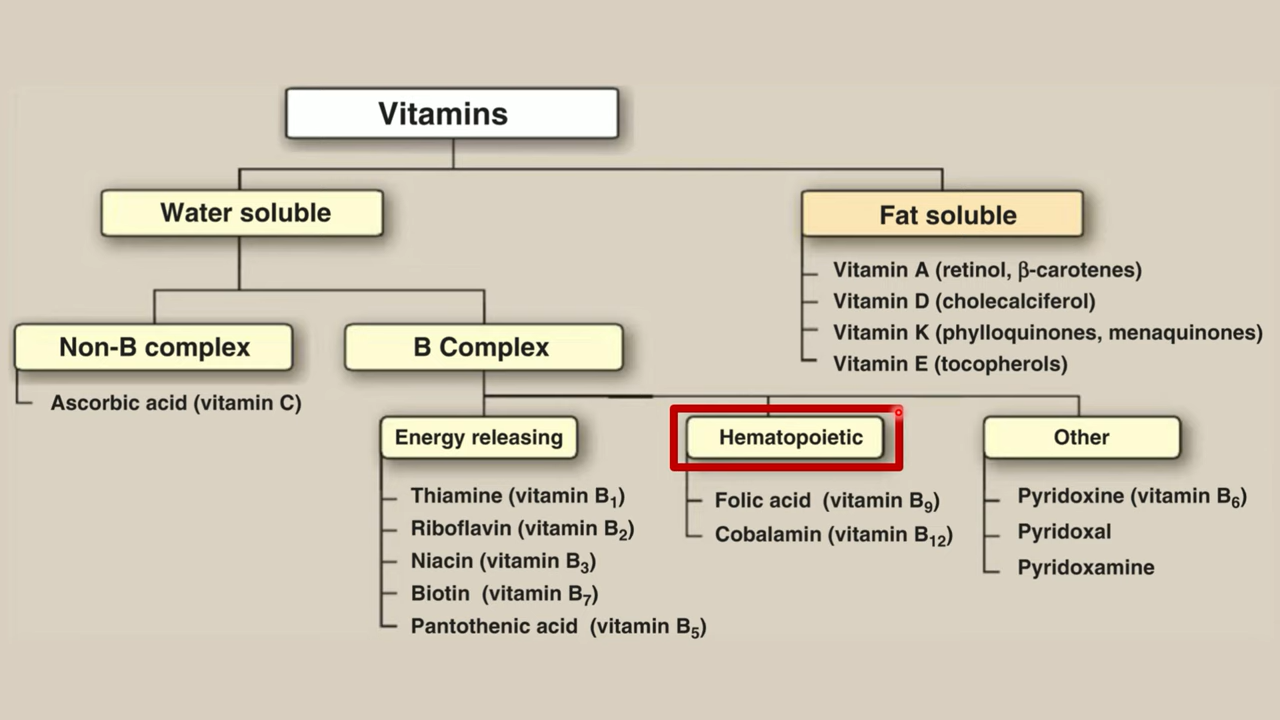 Vitamins
Water soluble
Fat soluble
Vitamin A (retinol, β-carotenes)
Vitamin D (cholecalciferol)
Vitamin K (phylloquinones, menaquinones)
Vitamin E (tocopherols)
Non-B complex
Ascorbic acid (vitamin C)
B Complex
Energy releasing
Thiamine (vitamin B₁)
Riboflavin (vitamin B₂)
Niacin (vitamin B₃)
Biotin (vitamin B₇)
Pantothenic acid (vitamin B₅)
Hematopoietic
Folic acid (vitamin B₉)
Cobalamin (vitamin B₁₂)
Other
Pyridoxine (vitamin B₆)
Pyridoxal
Pyridoxamine